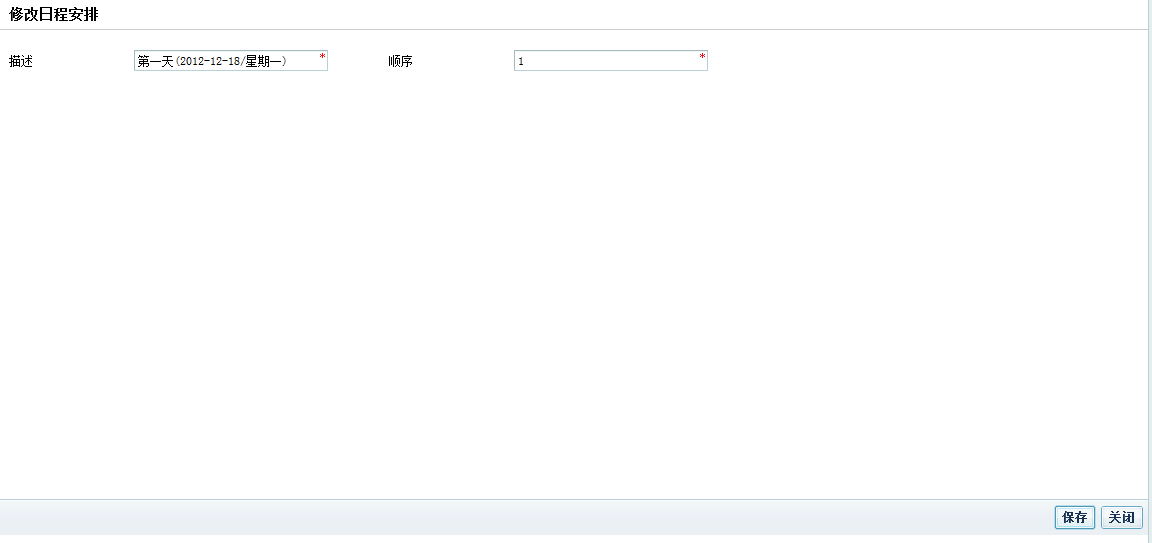 修改日程安排
描述 第一天(2012-12-18/星期一) * 顺序 1 *
保存 关闭